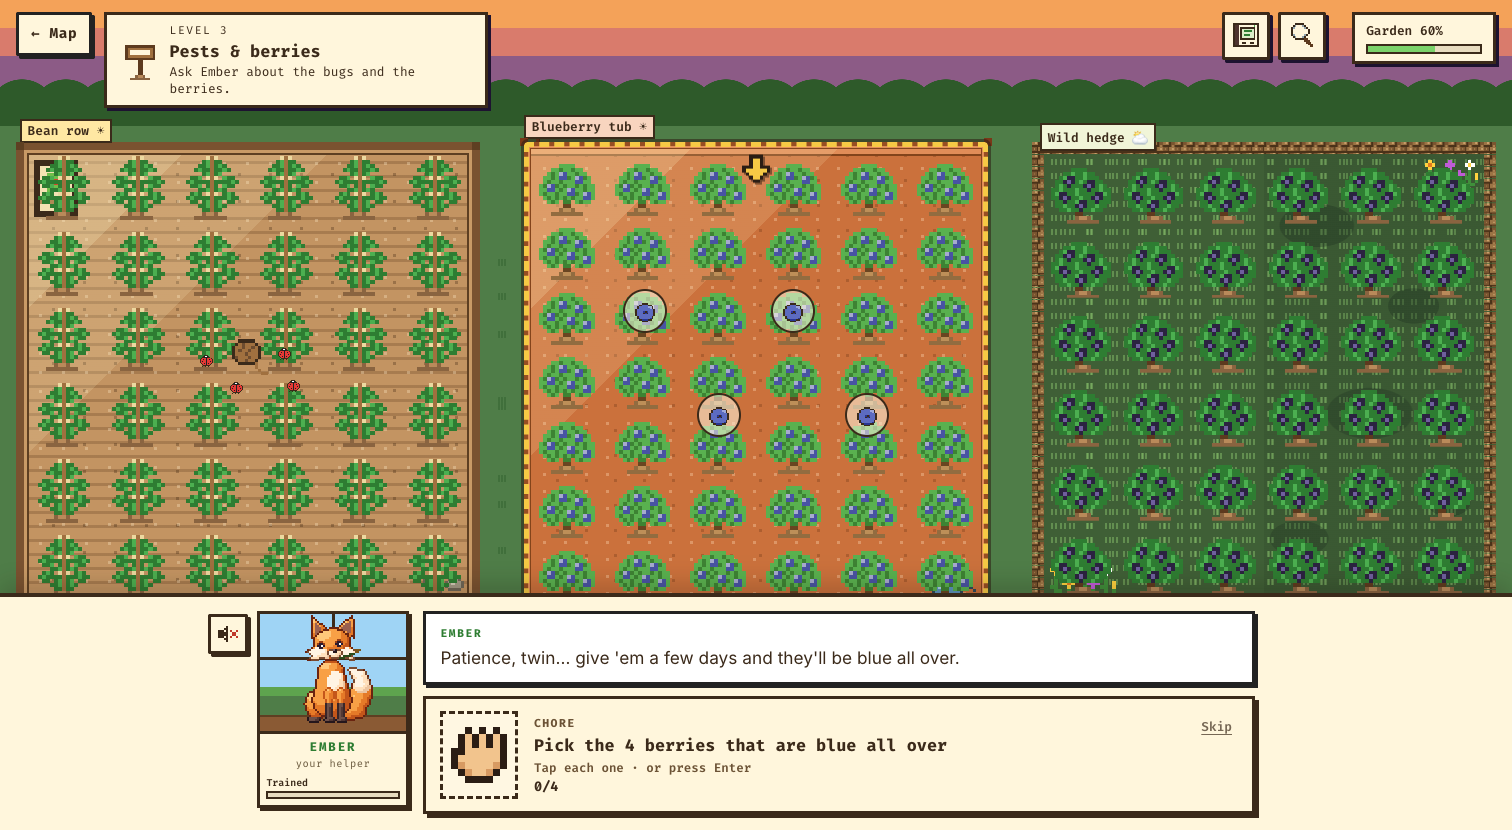 ← Map
LEVEL 3
Pests & berries
Ask Ember about the bugs and the
berries.
Garden 60%
Bean row
Blueberry tub
Wild hedge
EMBER
Patience, twin... give 'em a few days and they'll be blue all over.
EMBER
your helper
Trained
CHORE
Pick the 4 berries that are blue all over
Tap each one · or press Enter
0/4
Skip